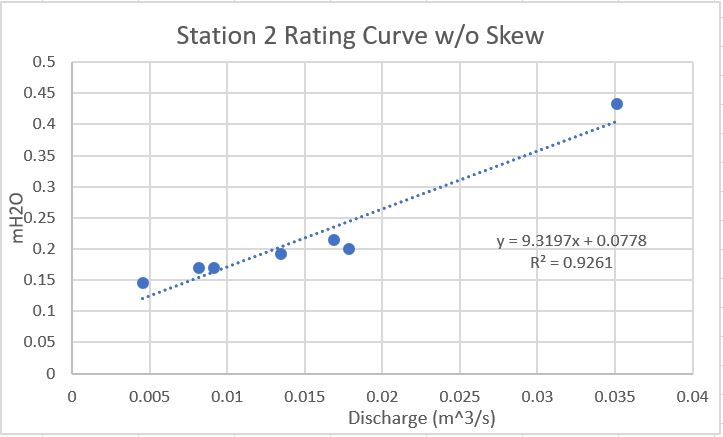 Station 2 Rating Curve w/o Skew
0.5
0.45
0.4
0.35
0.3
0.25
0.2
0.15
0.1
0.05
0
mH2O
y = 9.3197x + 0.0778
R² = 0.9261
0 0.005 0.01 0.015 0.02 0.025 0.03 0.035 0.04
Discharge (m^3/s)